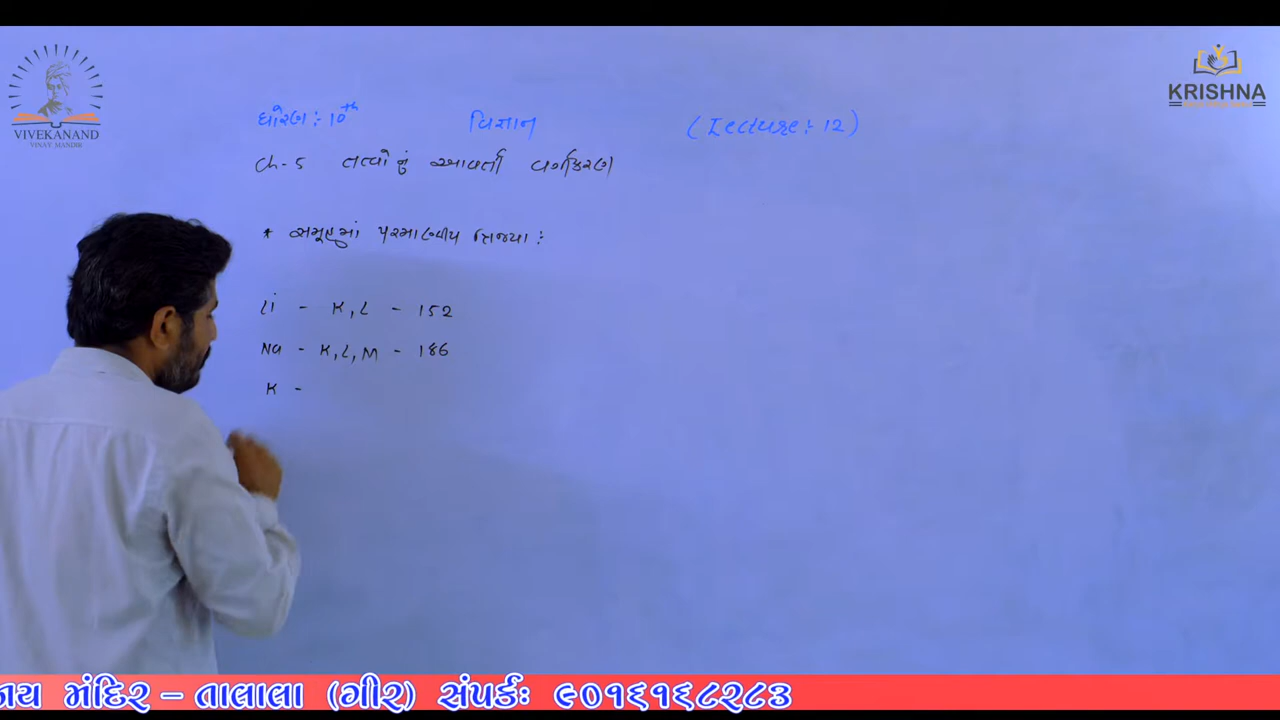 VIVEKANAND
VINAY MANDIR
KRISHNA
ધોરણ : 10th વિજ્ઞાન (લેક્ચર : 12)
Ch-5 તત્વોનું આવર્તી વર્ગીકરણ
* સમૂહમાં પરમાણ્વીય ત્રિજ્યા :
Li - K, L - 152
Na - K, L, M - 186
K -
નય મંદિર – તાલાલા (ગીર) સંપર્કઃ ૯૦૧૬૧૬૮૨૮૩